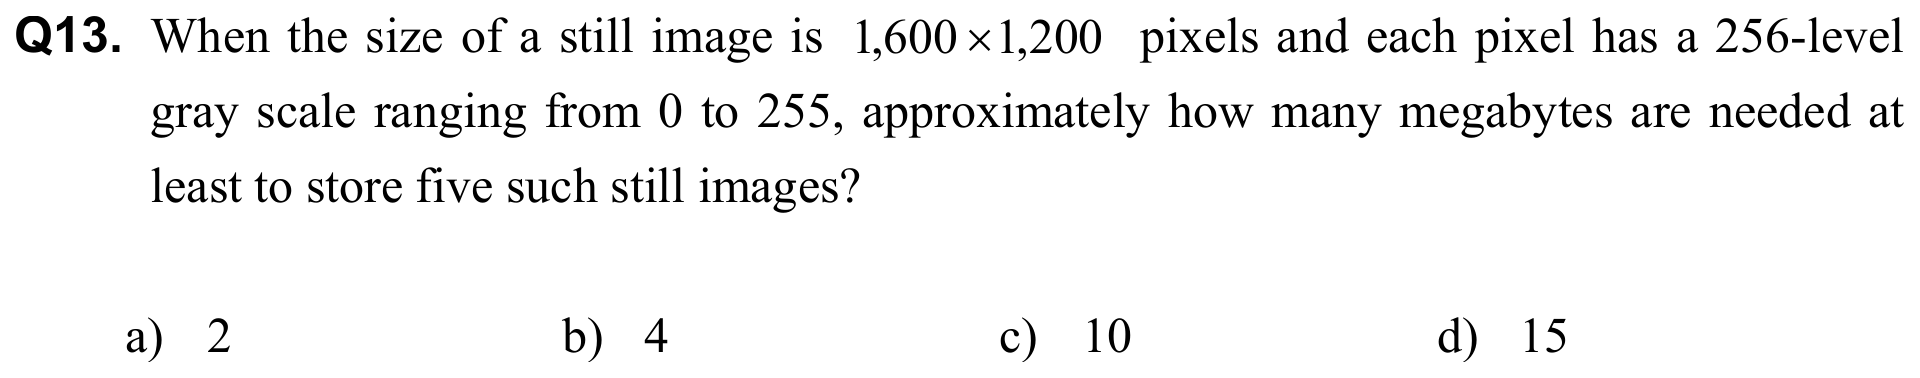 Q13. When the size of a still image is 1,600×1,200 pixels and each pixel has a 256-level
gray scale ranging from 0 to 255, approximately how many megabytes are needed at
least to store five such still images?
a) 2 b) 4 c) 10 d) 15